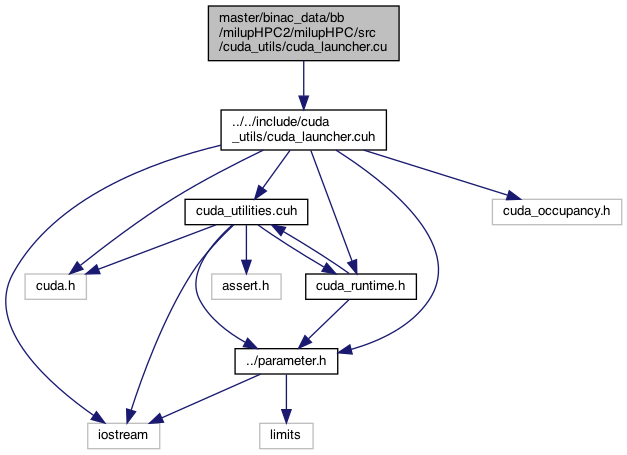 master/binac_data/bb
/milupHPC2/milupHPC/src
/cuda_utils/cuda_launcher.cu
../../include/cuda
_utils/cuda_launcher.cuh
cuda_utilities.cuh
cuda_occupancy.h
cuda.h
assert.h
cuda_runtime.h
../parameter.h
iostream
limits